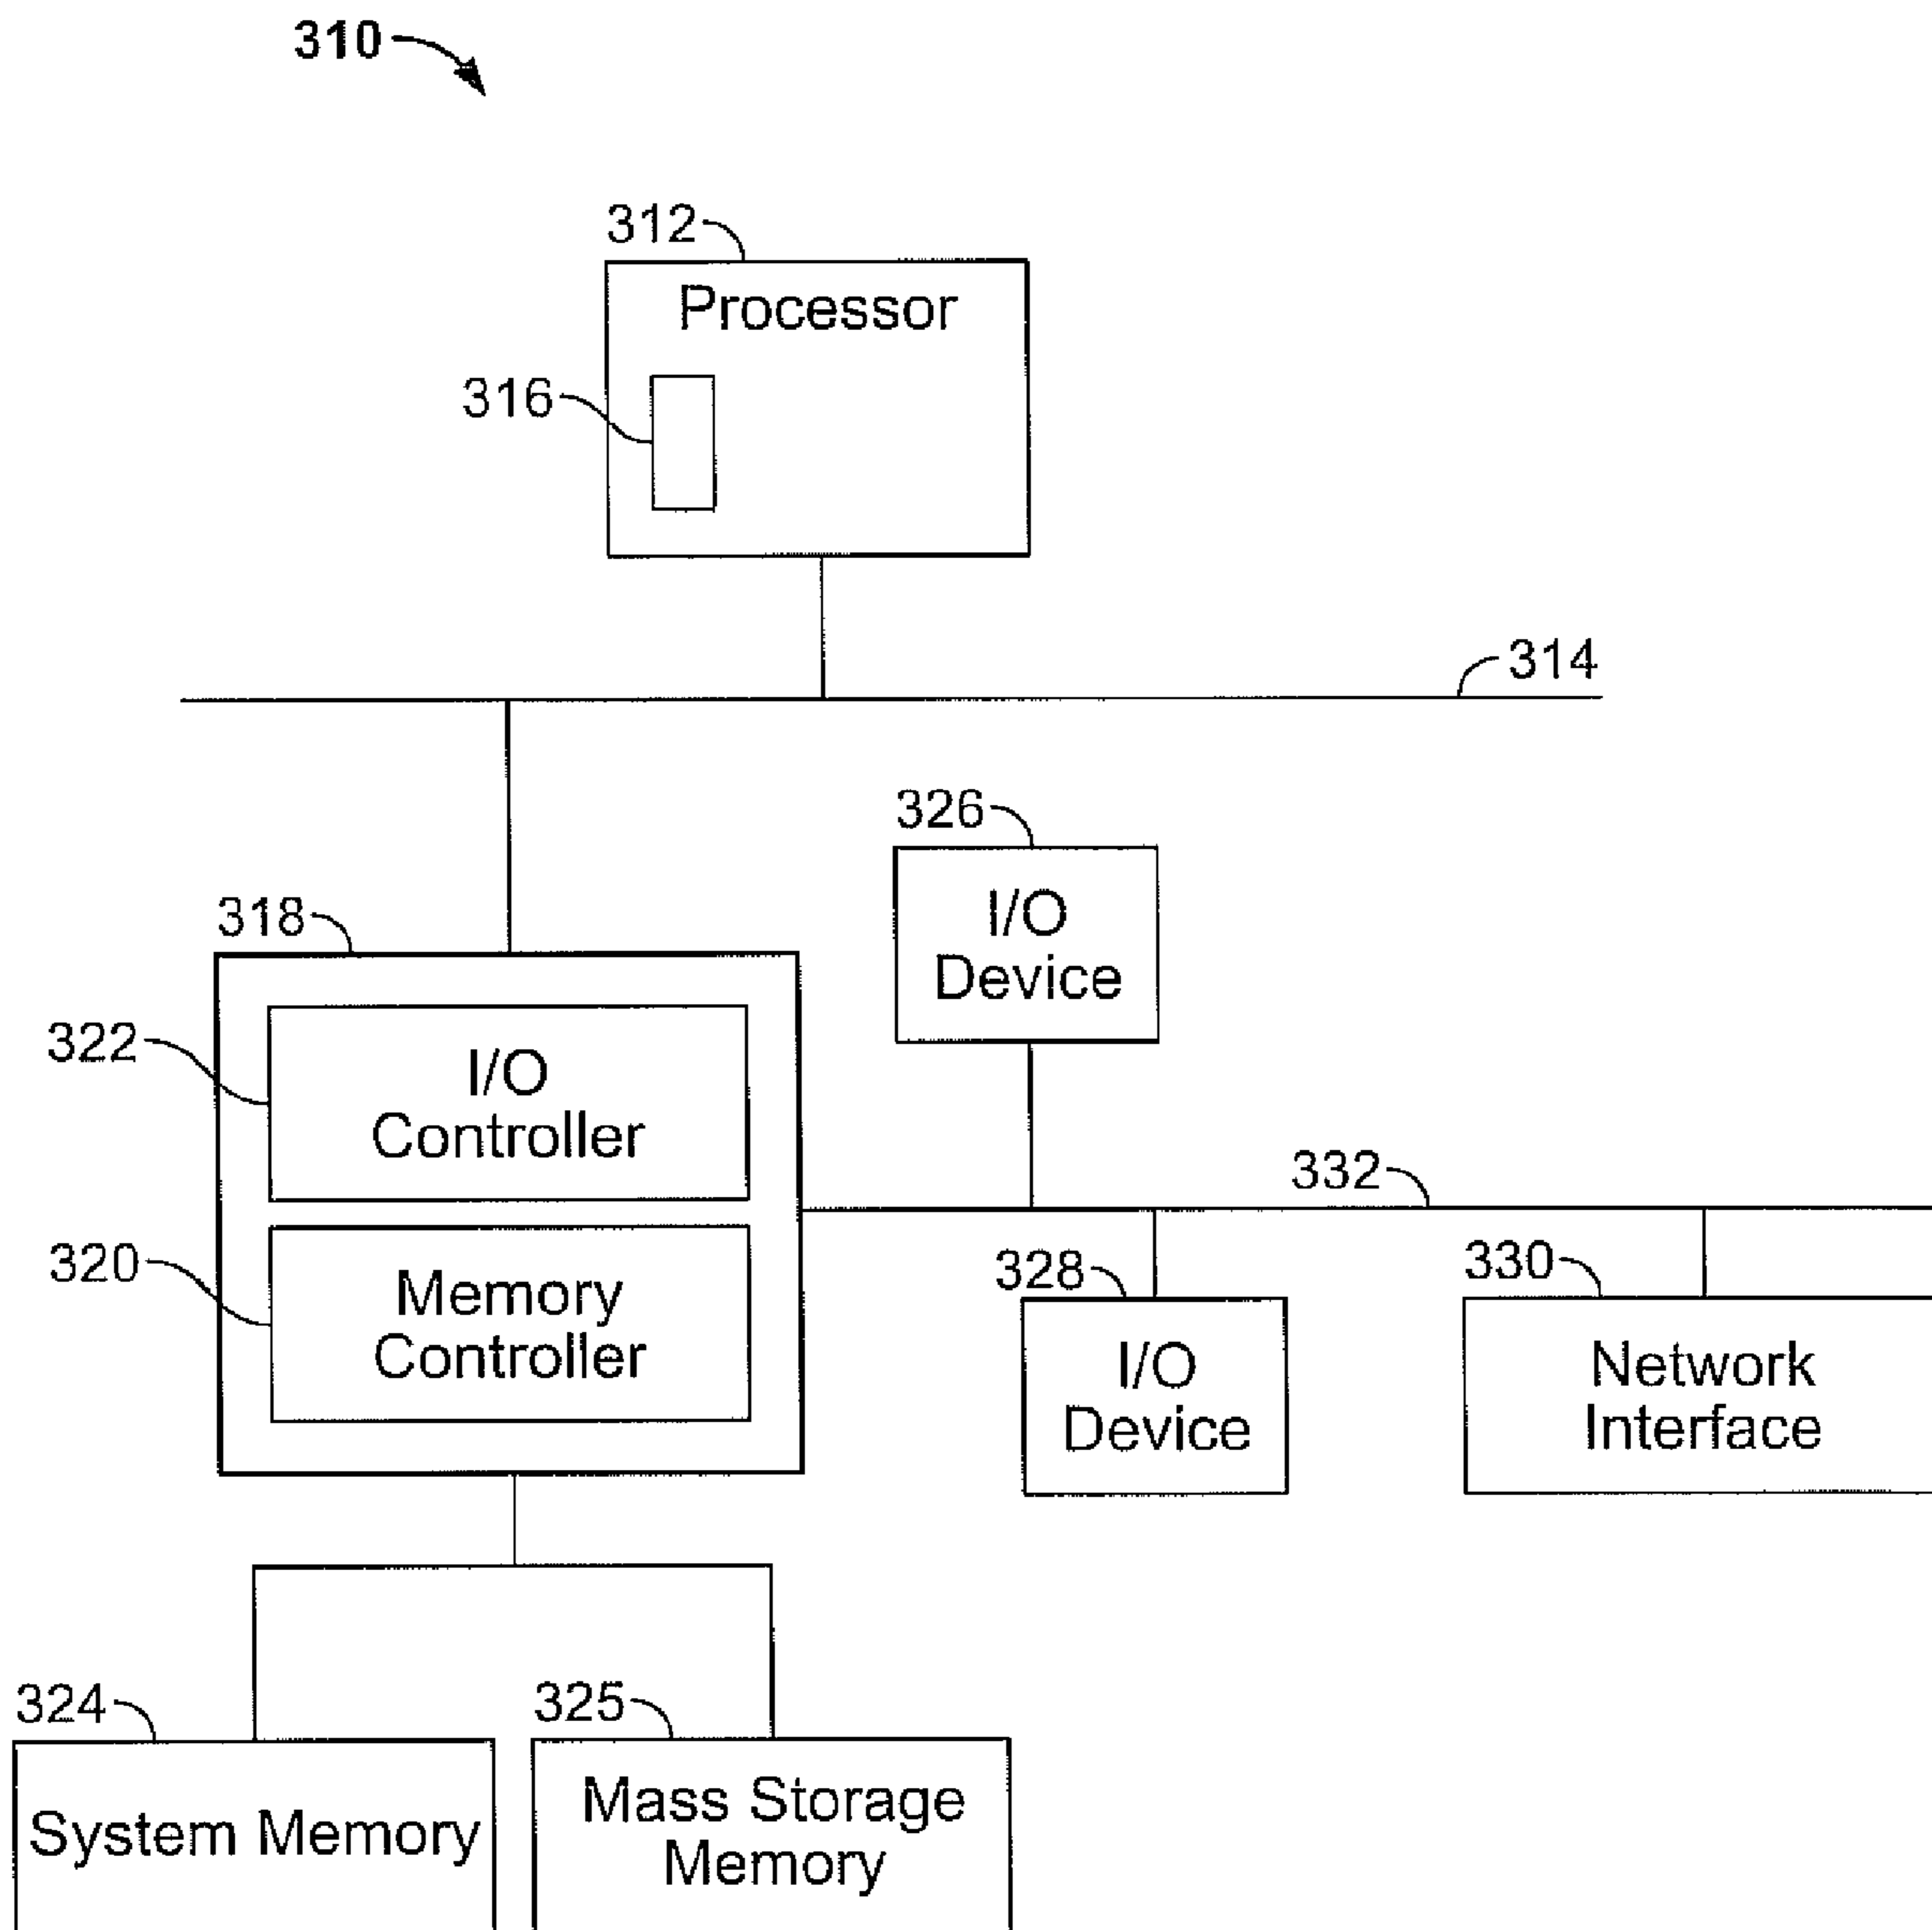 310
312
Processor
316
314
326
I/O
Device
318
322
I/O
Controller
332
320
Memory
Controller
328
I/O
Device
330
Network
Interface
324
System Memory
325
Mass Storage
Memory